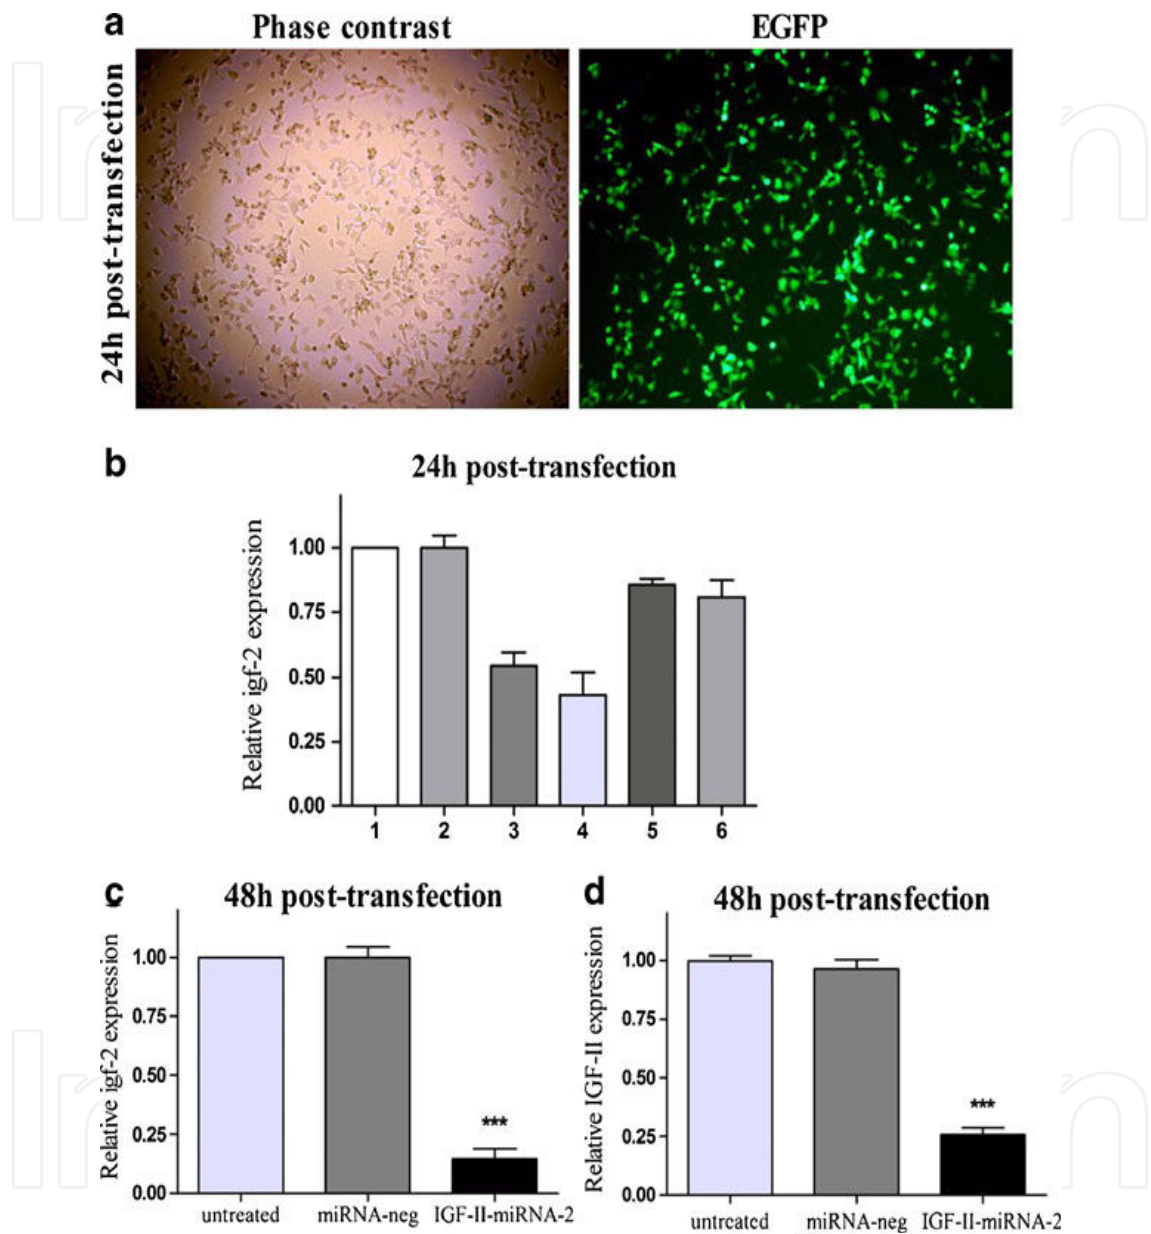 a
Phase contrast
EGFP
24h post-transfection
b
24h post-transfection
Relative igf-2 expression
1.00
0.75
0.50
0.25
0.00
1 2 3 4 5 6
c
48h post-transfection
Relative igf-2 expression
1.00
0.75
0.50
0.25
0.00
***
untreated miRNA-neg IGF-II-miRNA-2
d
48h post-transfection
Relative IGF-II expression
1.00
0.75
0.50
0.25
0.00
***
untreated miRNA-neg IGF-II-miRNA-2